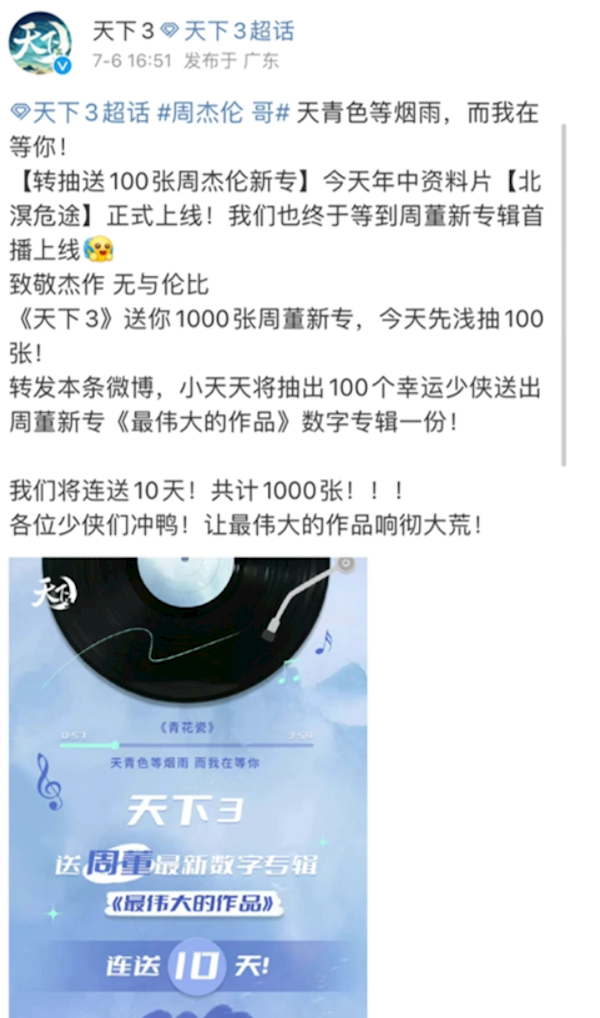 天下
天下3 天下3超话
7-6 16:51 发布于 广东
天下3超话 #周杰伦 哥# 天青色等烟雨，而我在
等你！
【转抽送100张周杰伦新专】今天年中资料片【北
溟危途】正式上线！我们也终于等到周董新专辑首
播上线
致敬杰作 无与伦比
《天下3》送你1000张周董新专，今天先浅抽100
张！
转发本条微博，小天天将抽出100个幸运少侠送出
周董新专《最伟大的作品》数字专辑一份！
我们将连送10天！共计1000张！！！
各位少侠们冲鸭！让最伟大的作品响彻大荒！
天下
《青花瓷》
0:57 3:58
天青色等烟雨 而我在等你
天下3
送周董最新数字专辑
《最伟大的作品》
连送10天!